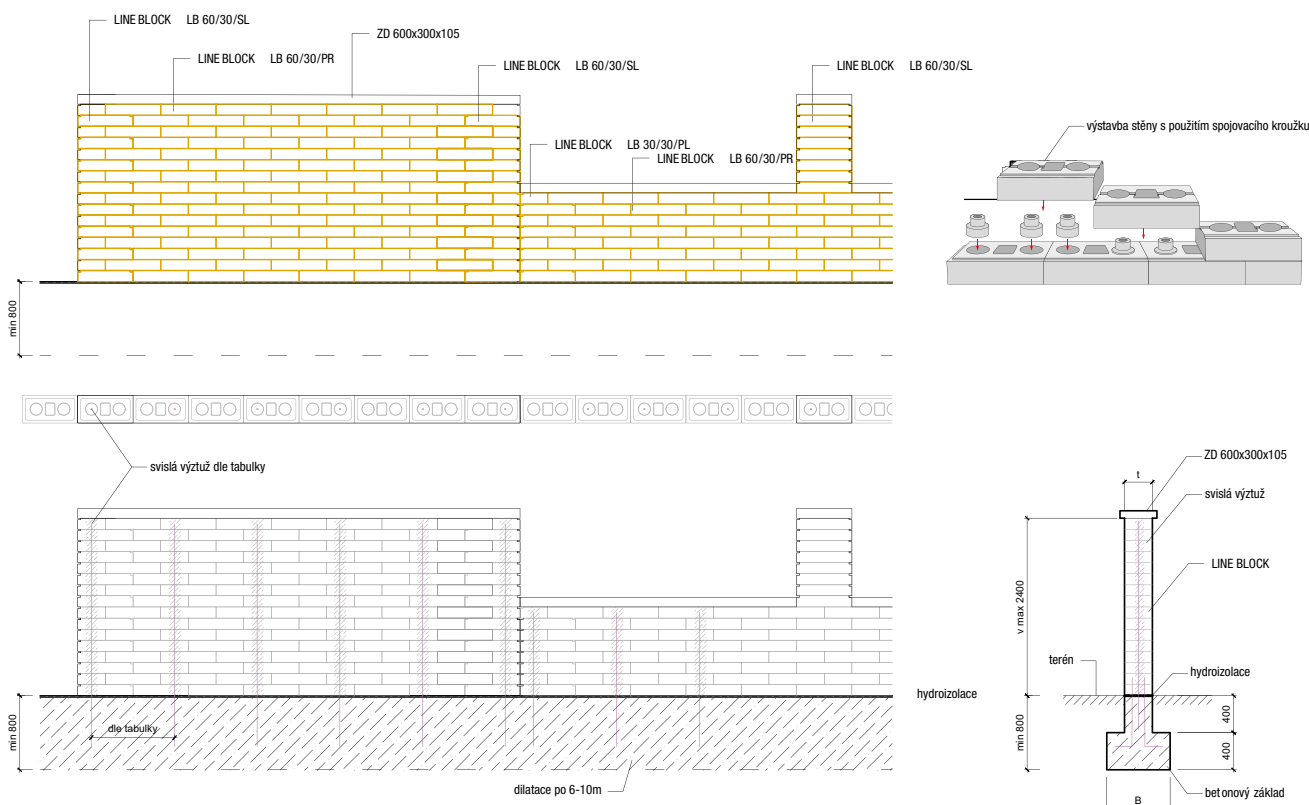 LINE BLOCK LB 60/30/SL
ZD 600x300x105
LINE BLOCK LB 60/30/PR
LINE BLOCK LB 60/30/SL
LINE BLOCK LB 60/30/SL
LINE BLOCK LB 30/30/PL
LINE BLOCK LB 60/30/PR
výstavba stěny s použitím spojovacího kroužku
min 800
svislá výztuž dle tabulky
min 800
dle tabulky
dilatace po 6-10m
hydroizolace
ZD 600x300x105
t
svislá výztuž
LINE BLOCK
v max 2400
terén
hydroizolace
min 800
400
400
B
betonový základ